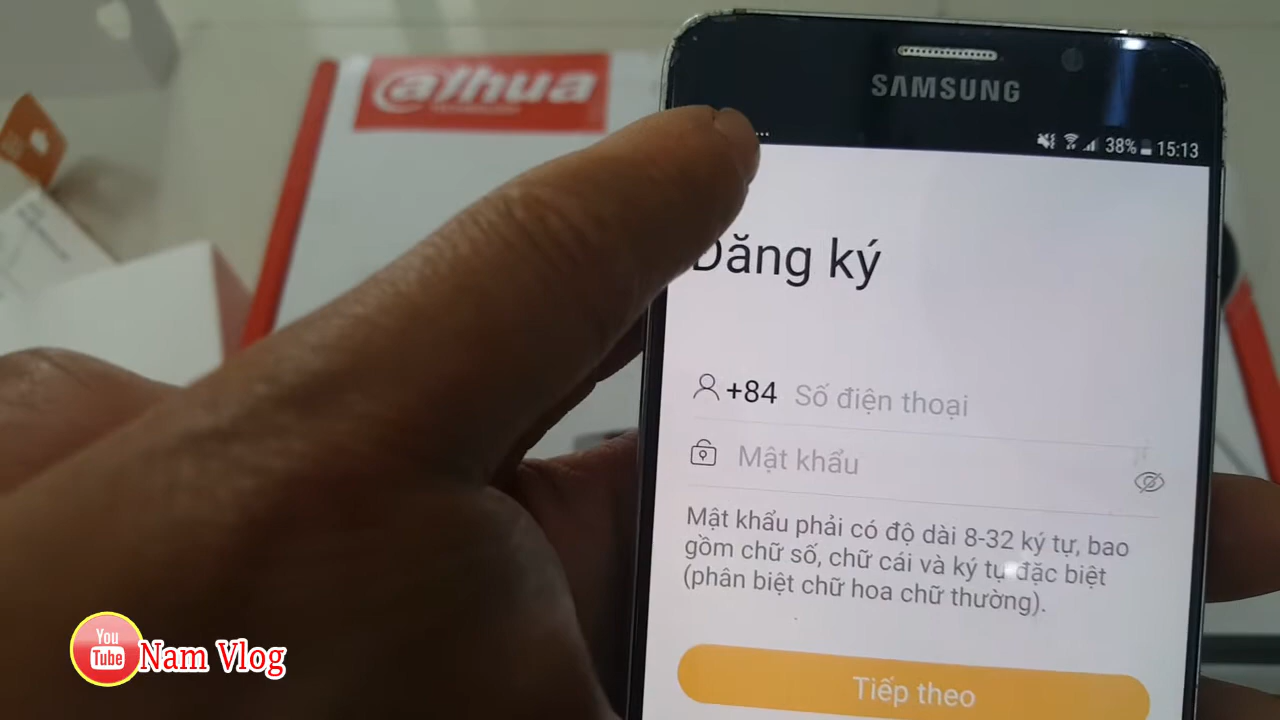 alhua
SAMSUNG
38% 15:13
Đăng ký
+84 Số điện thoại
Mật khẩu
Mật khẩu phải có độ dài 8-32 ký tự, bao
gồm chữ số, chữ cái và ký tự đặc biệt
(phân biệt chữ hoa chữ thường).
Tiếp theo
You
Tube
Nam Vlog